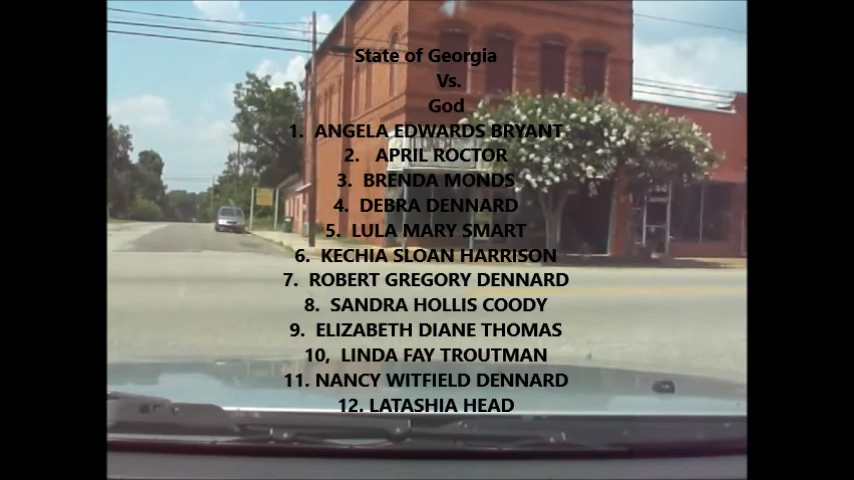 State of Georgia
Vs.
God
1. ANGELA EDWARDS BRYANT
2. APRIL ROCTOR
3. BRENDA MONDS
4. DEBRA DENNARD
5. LULA MARY SMART
6. KECHIA SLOAN HARRISON
7. ROBERT GREGORY DENNARD
8. SANDRA HOLLIS COODY
9. ELIZABETH DIANE THOMAS
10, LINDA FAY TROUTMAN
11. NANCY WITFIELD DENNARD
12. LATASHIA HEAD